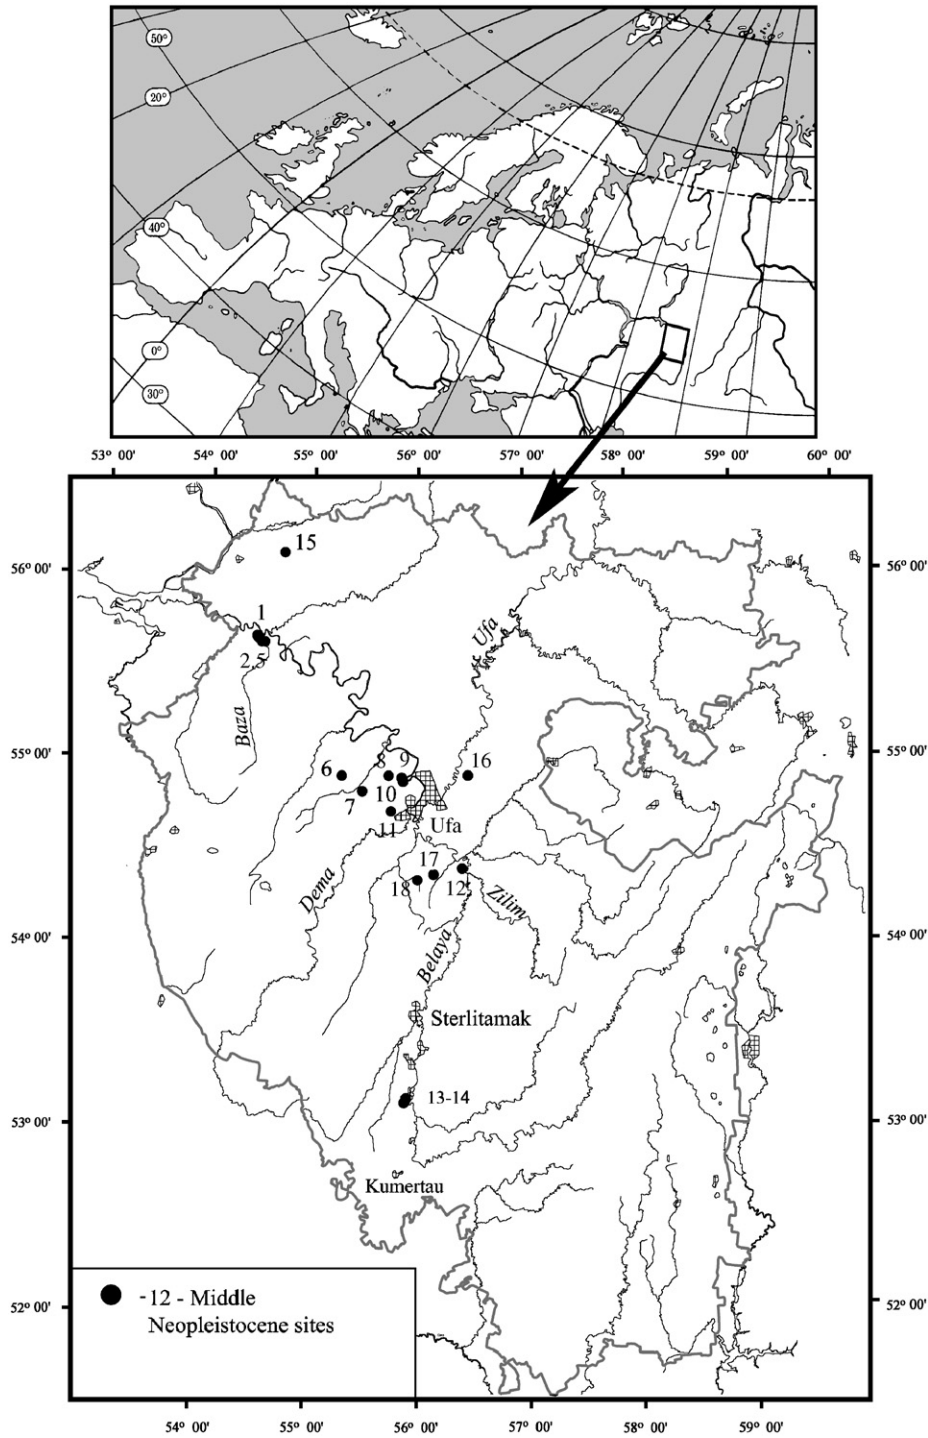 50°
20°
40°
0°
30°
53° 00' 54° 00' 55° 00' 56° 00' 57° 00' 58° 00' 59° 00' 60° 00'
15
56° 00' 56° 00'
1
Ufa
2,5
Baza
55° 00' 55° 00'
6 8 9 16
7 10
11 Ufa
17
18 12
Dema Zilim
54° 00' 54° 00'
Belaya
Sterlitamak
13-14
53° 00' 53° 00'
Kumertau
-12 - Middle
Neopleistocene sites
52° 00' 52° 00'
54° 00' 55° 00' 56° 00' 57° 00' 58° 00' 59° 00'